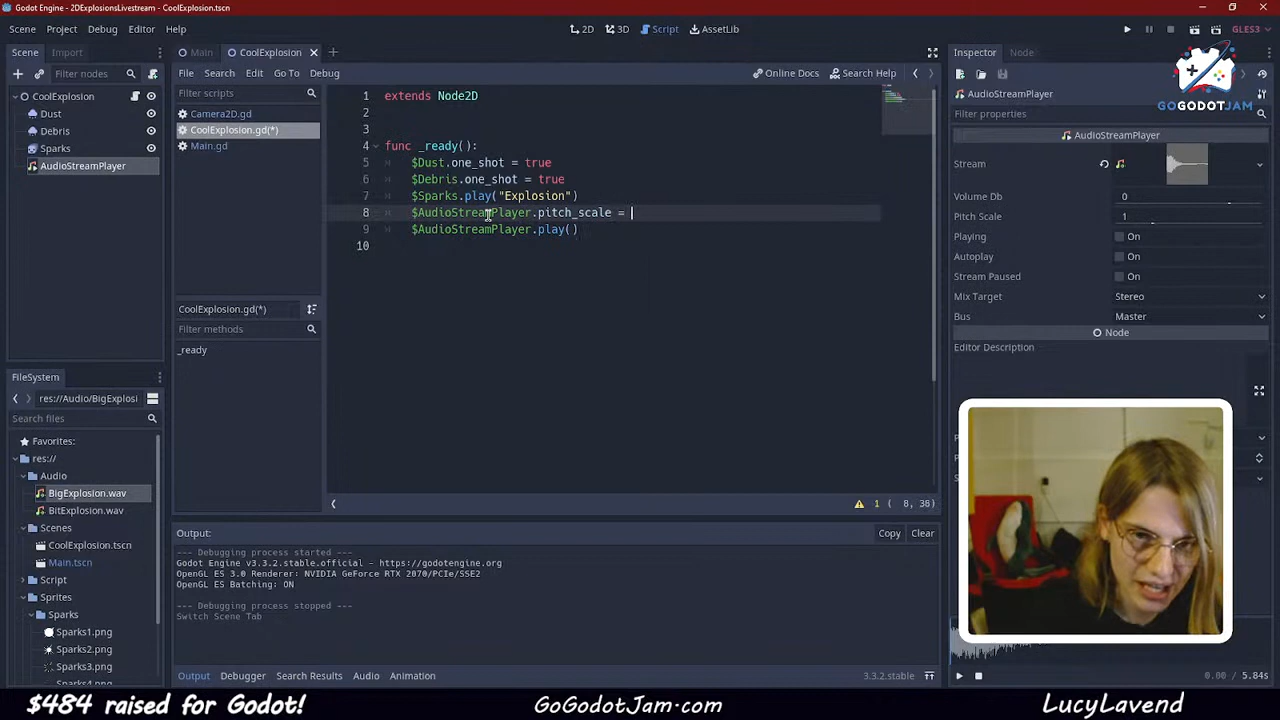 Godot Engine - 2DExplosionsLivestream - CoolExplosion.tscn
Scene Project Debug Editor Help
2D 3D Script AssetLib
GLES3
Scene Import
Main CoolExplosion
Inspector Node
Filter nodes
File Search Edit Go To Debug
Online Docs Search Help
GOGODOTJAM
CoolExplosion
Dust
Debris
Sparks
AudioStreamPlayer
Filter scripts
Camera2D.gd
CoolExplosion.gd(*)
Main.gd
CoolExplosion.gd(*)
Filter methods
_ready
1 extends Node2D
2
3
4 func _ready():
5 $Dust.one_shot = true
6 $Debris.one_shot = true
7 $Sparks.play("Explosion")
8 $AudioStreamPlayer.pitch_scale =
9 $AudioStreamPlayer.play()
10
1 ( 8, 38)
AudioStreamPlayer
Filter properties
AudioStreamPlayer
Stream
Volume Db 0
Pitch Scale 1
Playing On
Autoplay On
Stream Paused On
Mix Target Stereo
Bus Master
Node
Editor Description
FileSystem
res://Audio/BigExplosi
Search files
Favorites:
res://
Audio
BigExplosion.wav
BitExplosion.wav
Scenes
CoolExplosion.tscn
Main.tscn
Script
Sprites
Sparks
Sparks1.png
Sparks2.png
Sparks3.png
Sparks4.png
Output:
Copy Clear
--- Debugging process started ---
Godot Engine v3.3.2.stable.official - https://godotengine.org
OpenGL ES 3.0 Renderer: NVIDIA GeForce RTX 2070/PCIe/SSE2
OpenGL ES Batching: ON
--- Debugging process stopped ---
Switch Scene Tab
Output Debugger Search Results Audio Animation
3.3.2.stable
0.00 / 5.84s
$484 raised for Godot!
GoGodotJam.com
LucyLavend